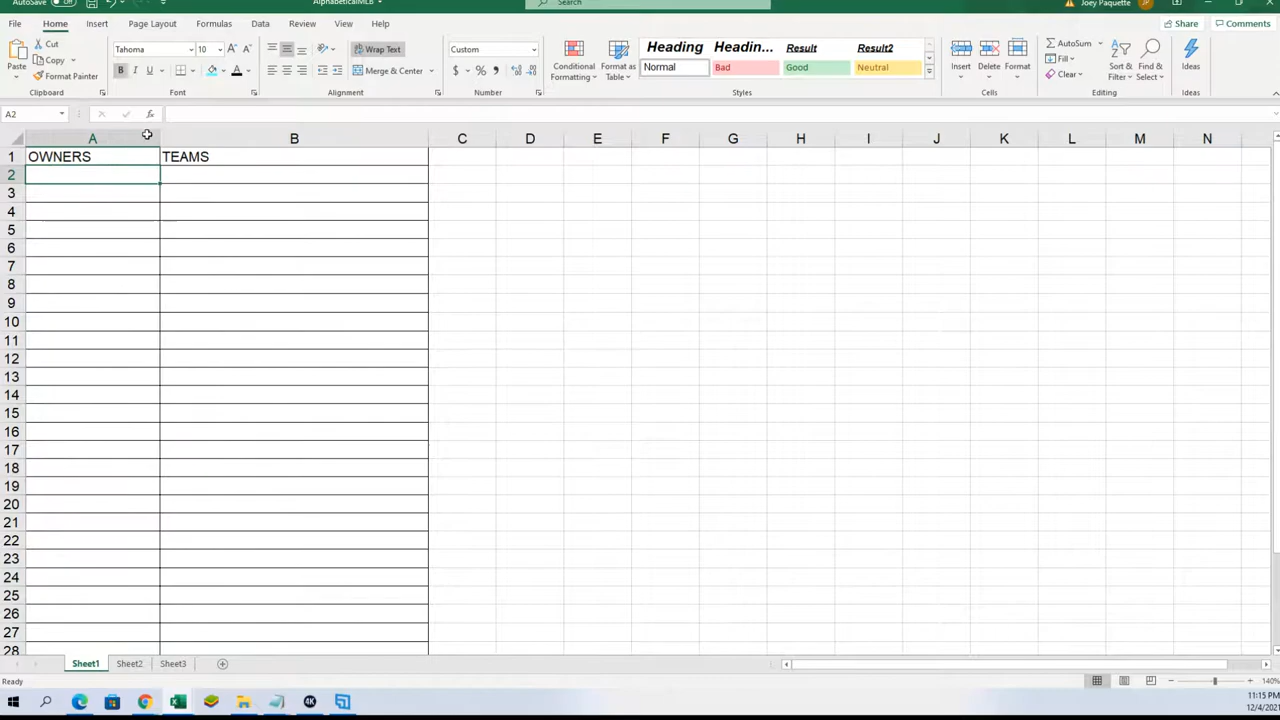 AutoSave Off AlphabeticalMLB Search Joey Paquette JP
File Home Insert Page Layout Formulas Data Review View Help Share Comments
Paste Cut Copy Format Painter Clipboard
Tahoma 10 A A B I U A Font
Wrap Text Merge & Center Alignment
Custom $ % , Number
Conditional Formatting Format as Table
Heading Headin... Result Result2
Normal Bad Good Neutral
Styles
Insert Delete Format Cells
AutoSum Fill Clear Sort & Filter Find & Select Editing
Ideas Ideas
A2 fx
A B C D E F G H I J K L M N
1 OWNERS TEAMS
2
3
4
5
6
7
8
9
10
11
12
13
14
15
16
17
18
19
20
21
22
23
24
25
26
27
28
Sheet1 Sheet2 Sheet3
Ready 140%
4K 11:15 PM
12/4/2021